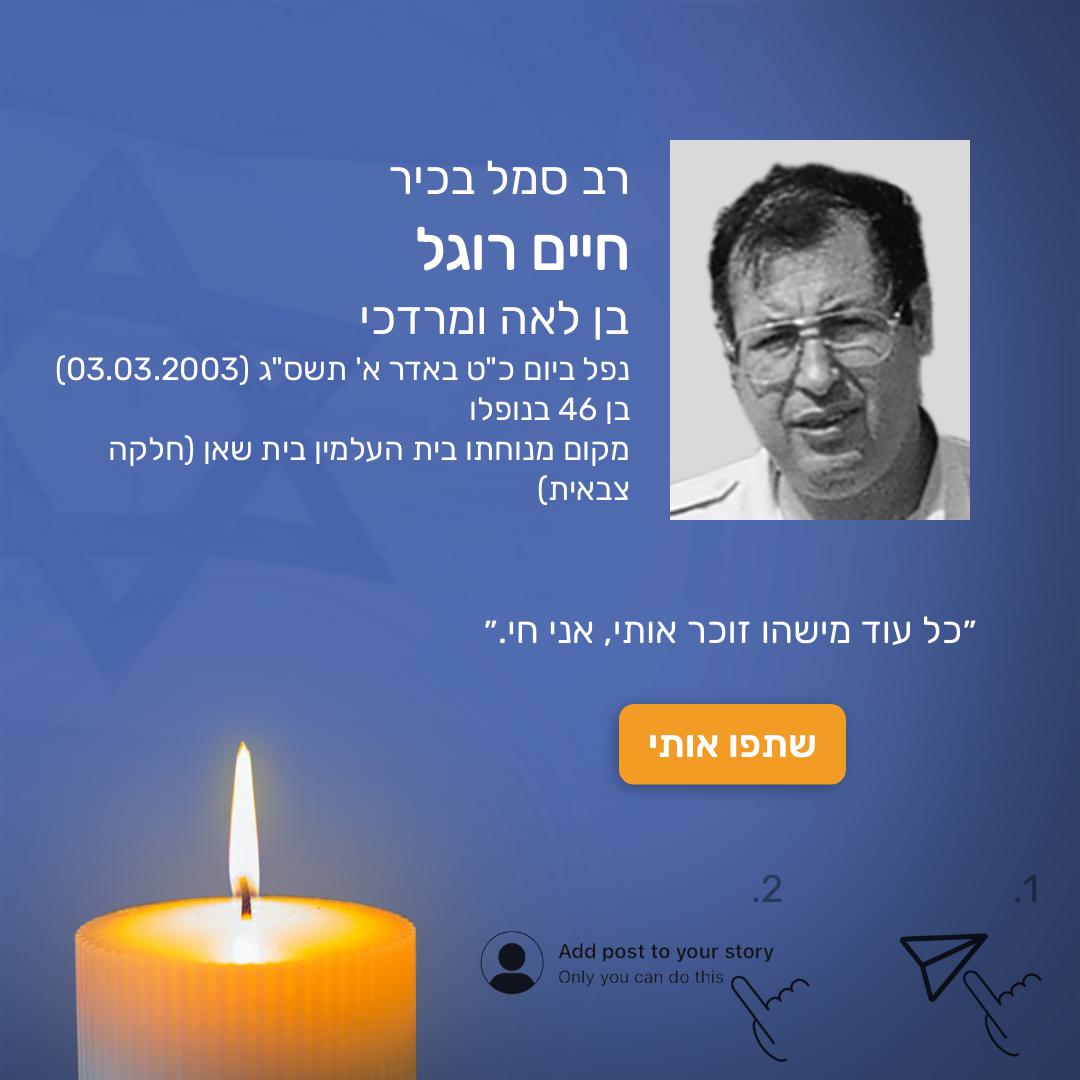 רב סמל בכיר
חיים רוגל
בן לאה ומרדכי
נפל ביום כ"ט באדר א' תשס"ג (03.03.2003)
בן 46 בנופלו
מקום מנוחתו בית העלמין בית שאן (חלקה
צבאית)
״כל עוד מישהו זוכר אותי, אני חי.״
שתפו אותי
1.
2.
Add post to your story
Only you can do this